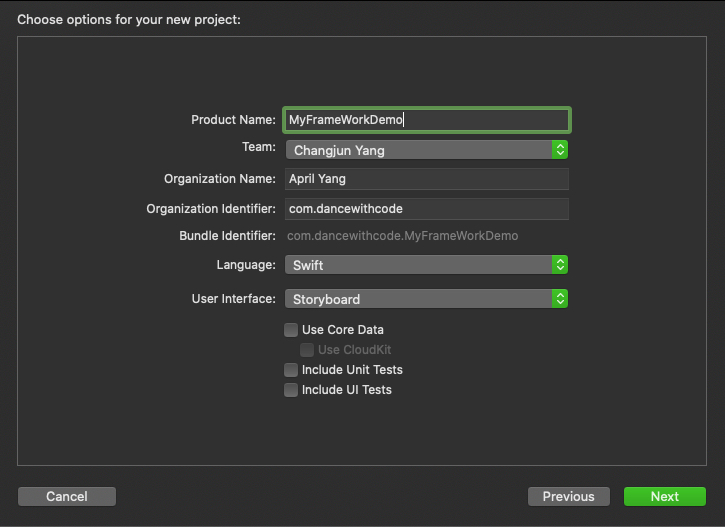 Choose options for your new project:
Product Name: MyFrameWorkDemo
Team: Changjun Yang
Organization Name: April Yang
Organization Identifier: com.dancewithcode
Bundle Identifier: com.dancewithcode.MyFrameWorkDemo
Language: Swift
User Interface: Storyboard
Use Core Data
Use CloudKit
Include Unit Tests
Include UI Tests
Cancel Previous Next